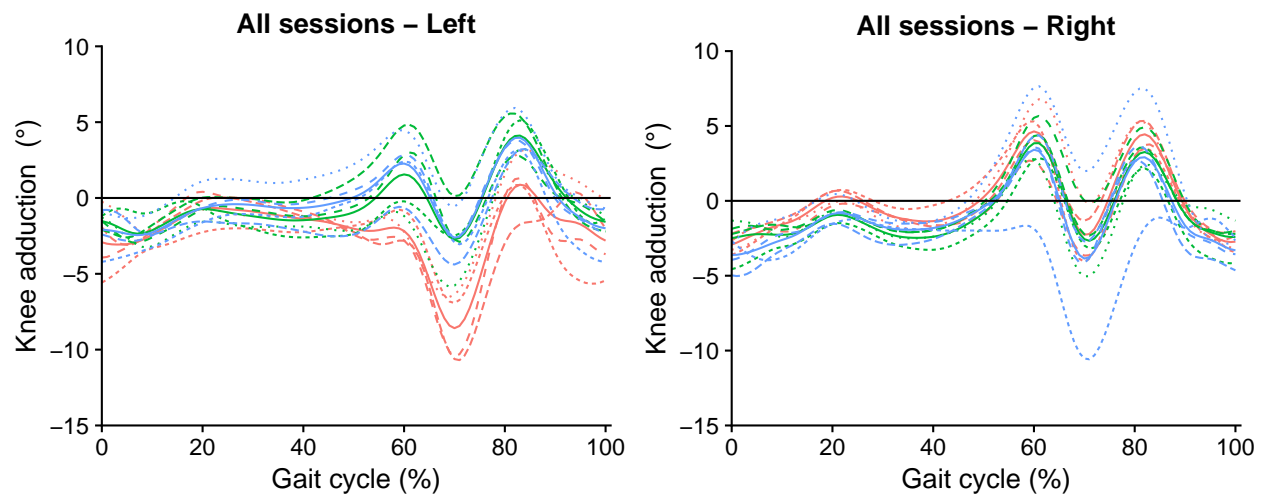 All sessions – Left
Knee adduction (°)
10
5
0
−5
−10
−15
0 20 40 60 80 100
Gait cycle (%)
All sessions – Right
Knee adduction (°)
10
5
0
−5
−10
−15
0 20 40 60 80 100
Gait cycle (%)